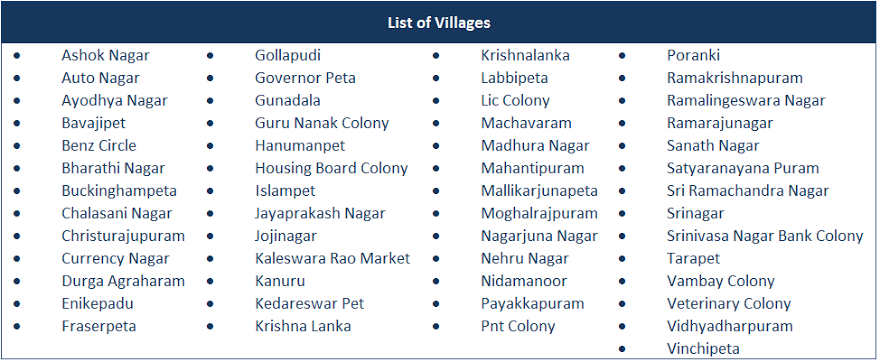 List of Villages
• Ashok Nagar
• Auto Nagar
• Ayodhya Nagar
• Bavajipet
• Benz Circle
• Bharathi Nagar
• Buckinghampeta
• Chalasani Nagar
• Christurajupuram
• Currency Nagar
• Durga Agraharam
• Enikepadu
• Fraserpeta
• Gollapudi
• Governor Peta
• Gunadala
• Guru Nanak Colony
• Hanumanpet
• Housing Board Colony
• Islampet
• Jayaprakash Nagar
• Jojinagar
• Kaleswara Rao Market
• Kanuru
• Kedareswar Pet
• Krishna Lanka
• Krishnalanka
• Labbipeta
• Lic Colony
• Machavaram
• Madhura Nagar
• Mahantipuram
• Mallikarjunapeta
• Moghalrajpuram
• Nagarjuna Nagar
• Nehru Nagar
• Nidamanoor
• Payakkapuram
• Pnt Colony
• Poranki
• Ramakrishnapuram
• Ramalingeswara Nagar
• Ramarajunagar
• Sanath Nagar
• Satyaranayana Puram
• Sri Ramachandra Nagar
• Srinagar
• Srinivasa Nagar Bank Colony
• Tarapet
• Vambay Colony
• Veterinary Colony
• Vidhyadharpuram
• Vinchipeta